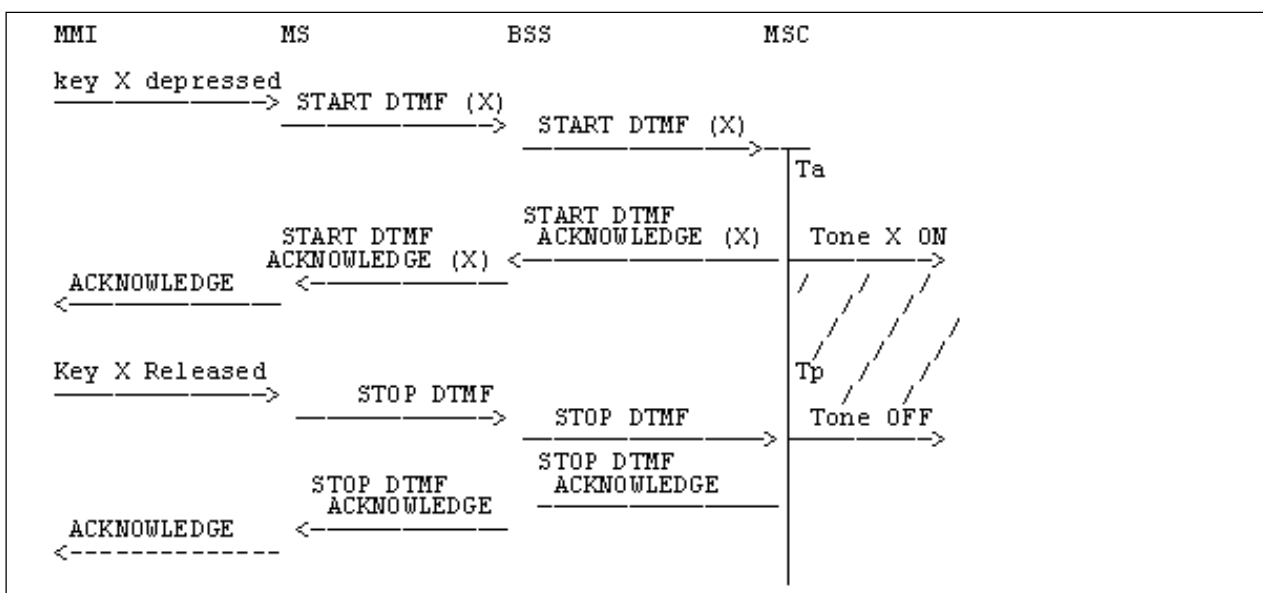 MMI MS BSS MSC
key X depressed
START DTMF (X)
START DTMF (X)
Ta
START DTMF
ACKNOWLEDGE (X)
Tone X ON
START DTMF
ACKNOWLEDGE (X)
ACKNOWLEDGE
Key X Released
Tp
STOP DTMF
STOP DTMF
Tone OFF
STOP DTMF
ACKNOWLEDGE
STOP DTMF
ACKNOWLEDGE
ACKNOWLEDGE